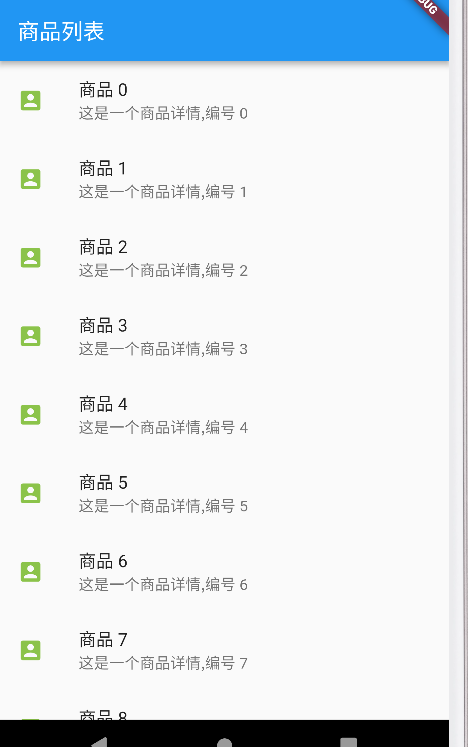 商品列表
商品 0
这是一个商品详情,编号 0
商品 1
这是一个商品详情,编号 1
商品 2
这是一个商品详情,编号 2
商品 3
这是一个商品详情,编号 3
商品 4
这是一个商品详情,编号 4
商品 5
这是一个商品详情,编号 5
商品 6
这是一个商品详情,编号 6
商品 7
这是一个商品详情,编号 7
商品 8